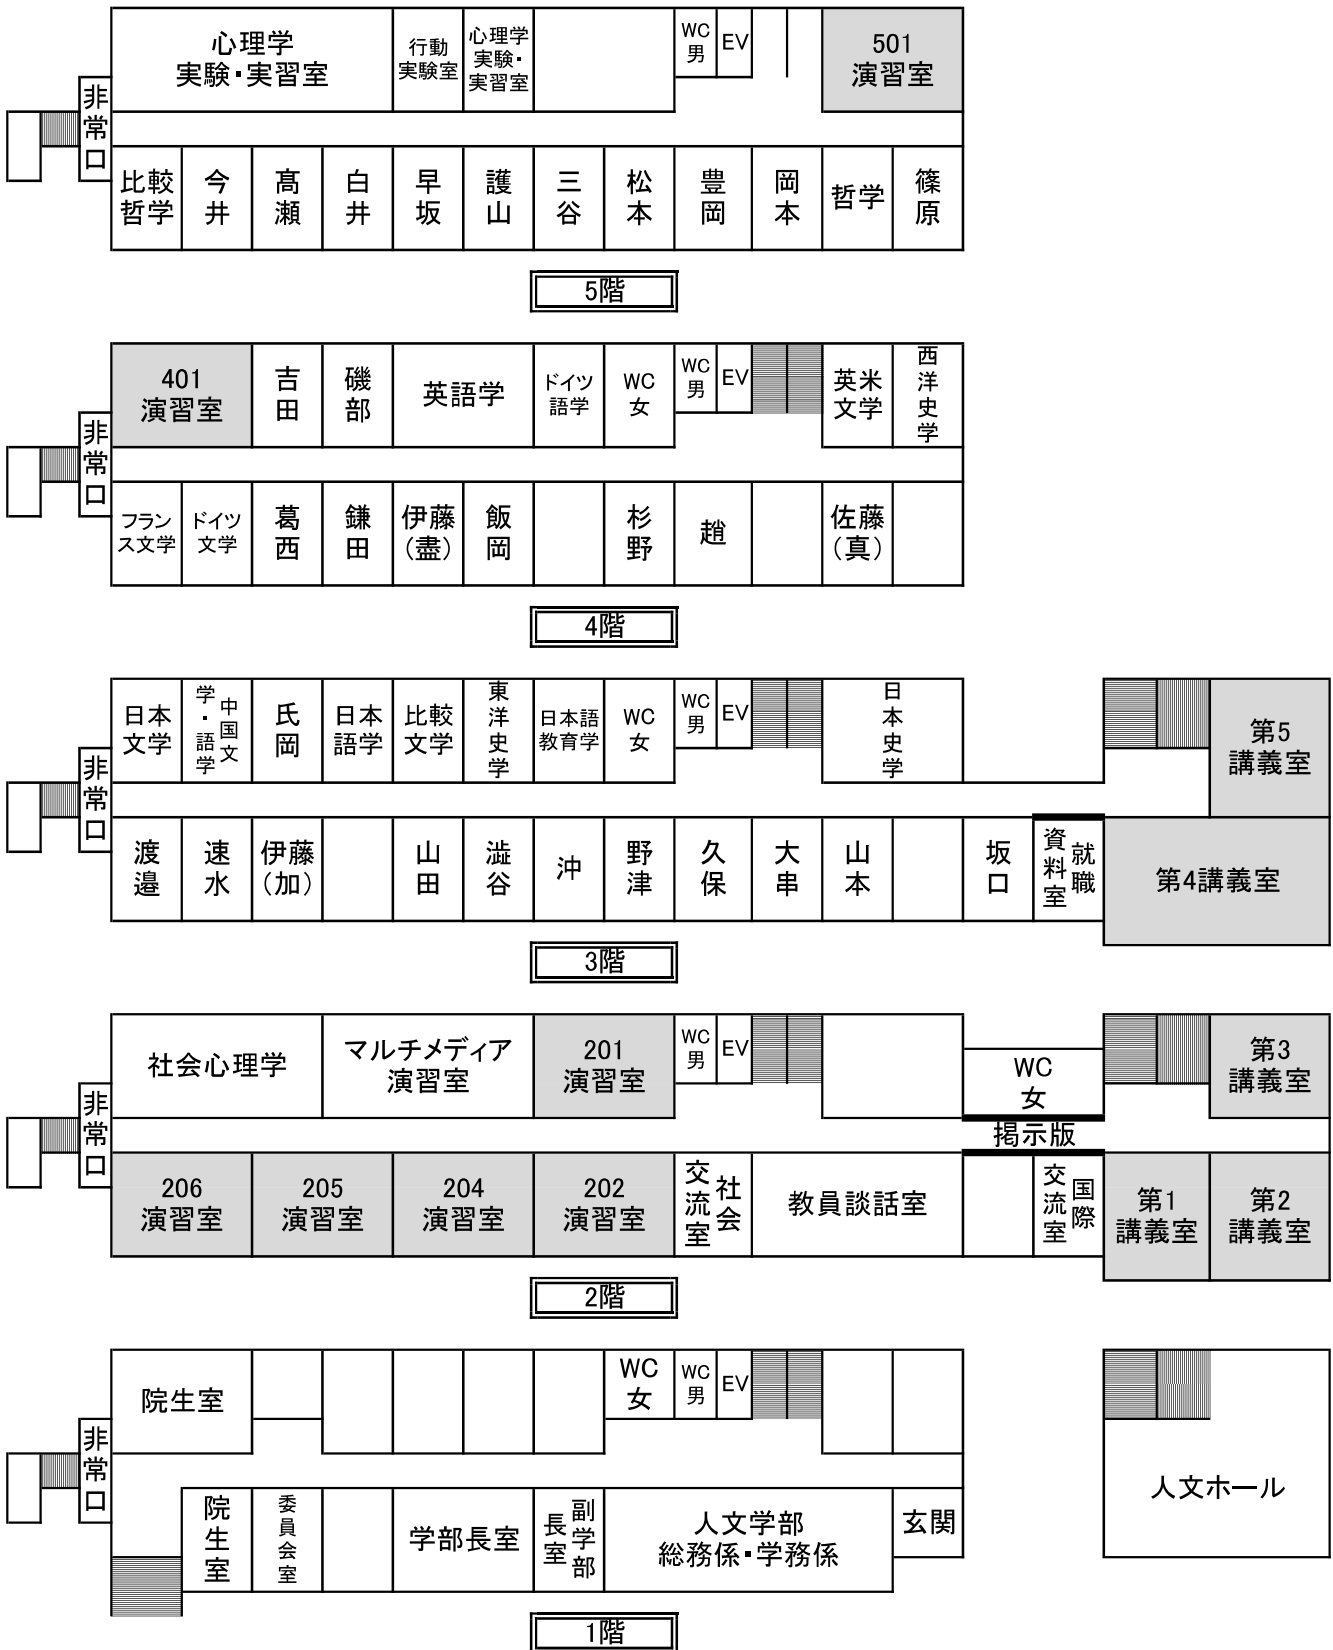 心理学
実験・実習室
行動
実験室
心理学
実験・
実習室
WC
男
EV
501
演習室
非常口
比較
哲学
今井
髙瀬
白井
早坂
護山
三谷
松本
豊岡
岡本
哲学
篠原
5階
401
演習室
吉田
磯部
英語学
ドイツ
語学
WC
女
WC
男
EV
英米
文学
西洋史学
非常口
フラン
ス文学
ドイツ
文学
葛西
鎌田
伊藤
（盡）
飯岡
杉野
趙
佐藤
（真）
4階
日本
文学
中国文
学・語学
氏岡
日本
語学
比較
文学
東洋史学
日本語
教育学
WC
女
WC
男
EV
日本史学
第5
講義室
非常口
渡邉
速水
伊藤
（加）
山田
澁谷
沖
野津
久保
大串
山本
坂口
就職
資料室
第4講義室
3階
社会心理学
マルチメディア
演習室
201
演習室
WC
男
EV
WC
女
第3
講義室
非常口
掲示版
206
演習室
205
演習室
204
演習室
202
演習室
社会
交流室
教員談話室
国際
交流室
第1
講義室
第2
講義室
2階
院生室
WC
女
WC
男
EV
非常口
人文ホール
院生室
委員会室
学部長室
副学部
長室
人文学部
総務係・学務係
玄関
1階